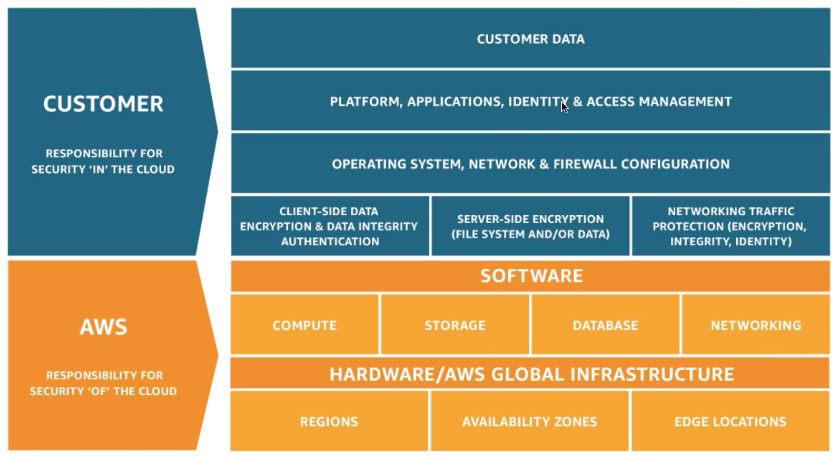 CUSTOMER
RESPONSIBILITY FOR
SECURITY ‘IN’ THE CLOUD
CUSTOMER DATA
PLATFORM, APPLICATIONS, IDENTITY & ACCESS MANAGEMENT
OPERATING SYSTEM, NETWORK & FIREWALL CONFIGURATION
CLIENT-SIDE DATA
ENCRYPTION & DATA INTEGRITY
AUTHENTICATION
SERVER-SIDE ENCRYPTION
(FILE SYSTEM AND/OR DATA)
NETWORKING TRAFFIC
PROTECTION (ENCRYPTION,
INTEGRITY, IDENTITY)
AWS
RESPONSIBILITY FOR
SECURITY ‘OF’ THE CLOUD
SOFTWARE
COMPUTE
STORAGE
DATABASE
NETWORKING
HARDWARE/AWS GLOBAL INFRASTRUCTURE
REGIONS
AVAILABILITY ZONES
EDGE LOCATIONS